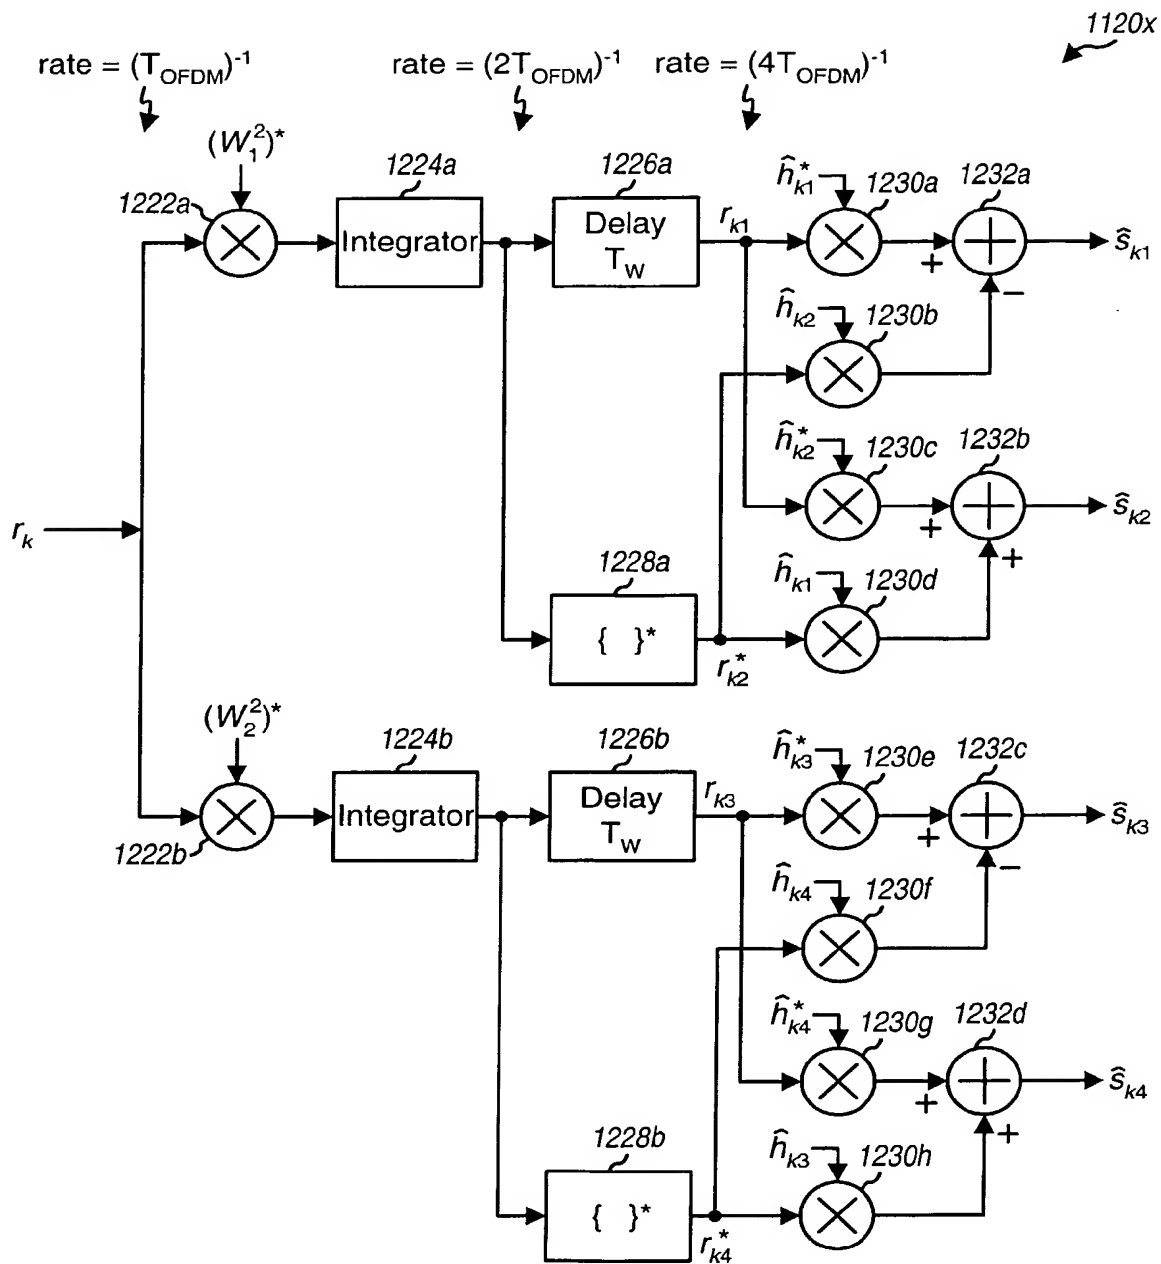 1120x
rate = (T_OFDM)^-1
rate = (2T_OFDM)^-1
rate = (4T_OFDM)^-1
(W_1^2)*
1222a
1224a
Integrator
1226a
Delay
T_W
r_k1
ĥ*_k1
1230a
1232a
+
−
ŝ_k1
ĥ_k2
1230b
ĥ*_k2
1230c
1232b
+
+
ŝ_k2
r_k
1228a
{ }*
r*_k2
ĥ_k1
1230d
(W_2^2)*
1222b
1224b
Integrator
1226b
Delay
T_W
r_k3
ĥ*_k3
1230e
1232c
+
−
ŝ_k3
ĥ_k4
1230f
ĥ*_k4
1230g
1232d
+
+
ŝ_k4
1228b
{ }*
r*_k4
ĥ_k3
1230h